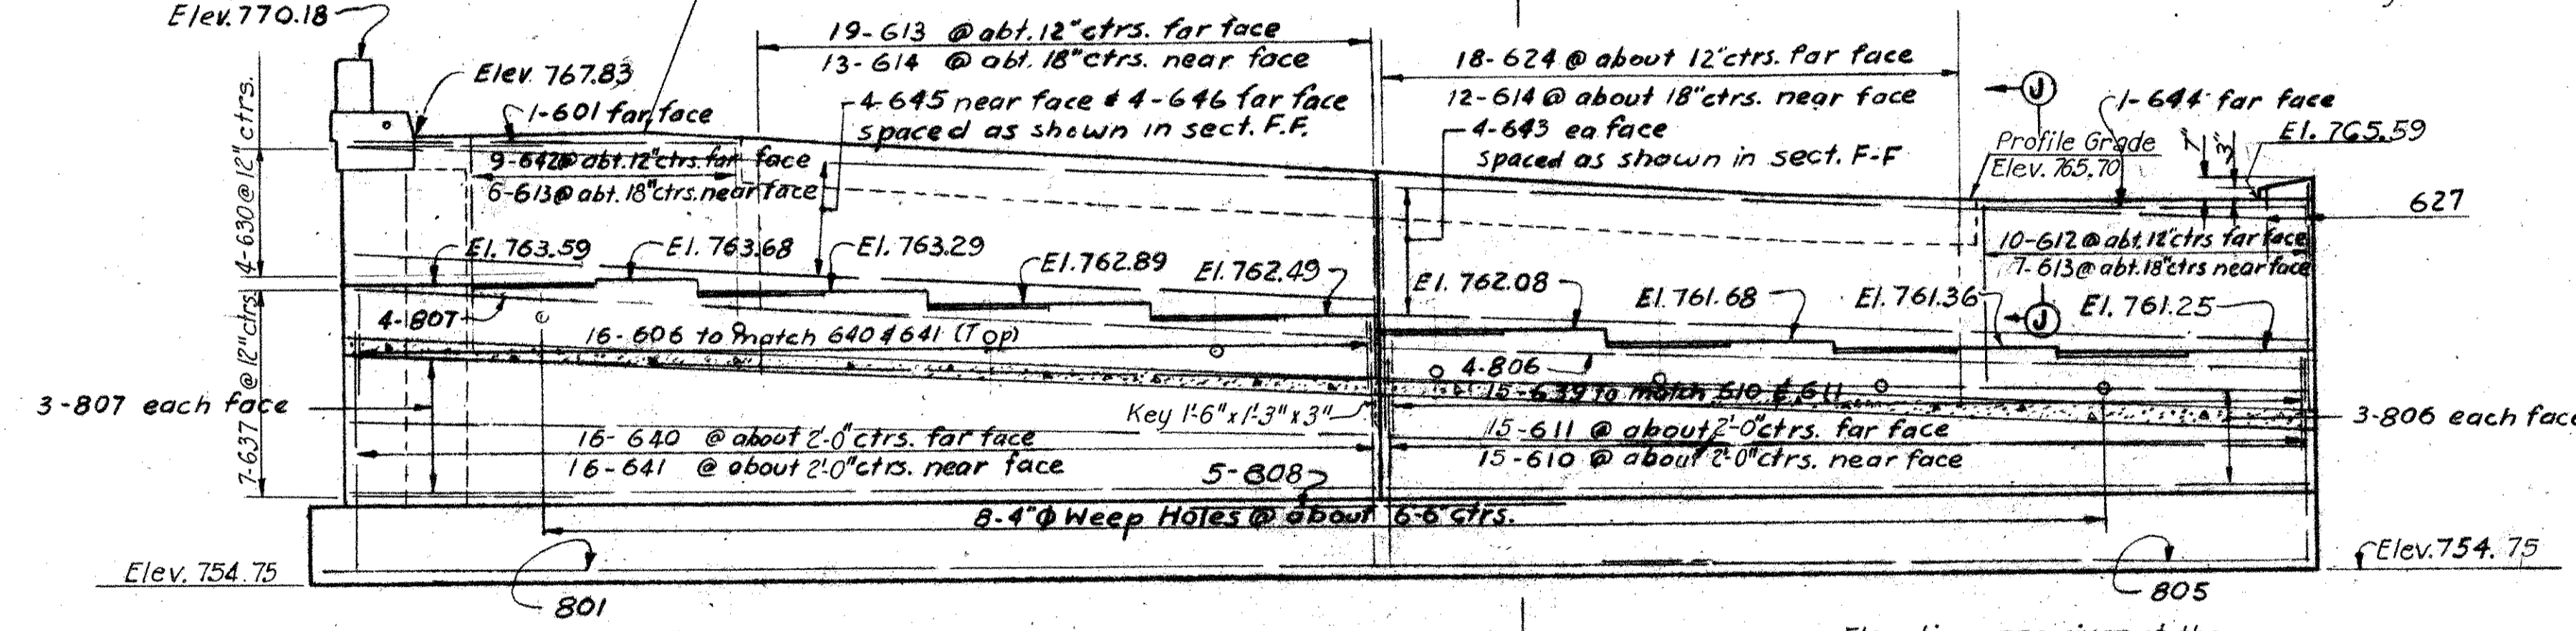 Elev. 770.18
Elev. 767.83
1-601 far face
19-613 @ abt. 12" ctrs. far face
13-614 @ abt. 18" ctrs. near face
4-645 near face & 4-646 far face
spaced as shown in sect. F.F.
9-642@ abt. 12" ctrs. far face
6-613@ abt. 18" ctrs. near face
18-624 @ about 12" ctrs. far face
12-614 @ about 18" ctrs. near face
4-643 ea face
spaced as shown in sect. F-F
J
1-644 far face
El. 765.59
Profile Grade
Elev. 765.70
3"
627
10-612 @ abt. 12" ctrs far face
7-613 @ abt. 18" ctrs near face
4-630 @ 12" ctrs.
7-637 @ 12" ctrs.
El. 763.59
El. 763.68
El. 763.29
El. 762.89
El. 762.49
El. 762.08
El. 761.68
El. 761.36
J
El. 761.25
4-807
16-606 to match 640 & 641 (Top)
4-806
15-639 to match 610 & 611
3-807 each face
Key 1'-6" x 1'-3" x 3"
3-806 each face
16-640 @ about 2'-0" ctrs. far face
16-641 @ about 2'-0" ctrs. near face
15-611 @ about 2'-0" ctrs. far face
15-610 @ about 2'-0" ctrs. near face
5-808
8-4"Φ Weep Holes @ about 6'-6" ctrs.
Elev. 754.75
Elev. 754.75
801
805